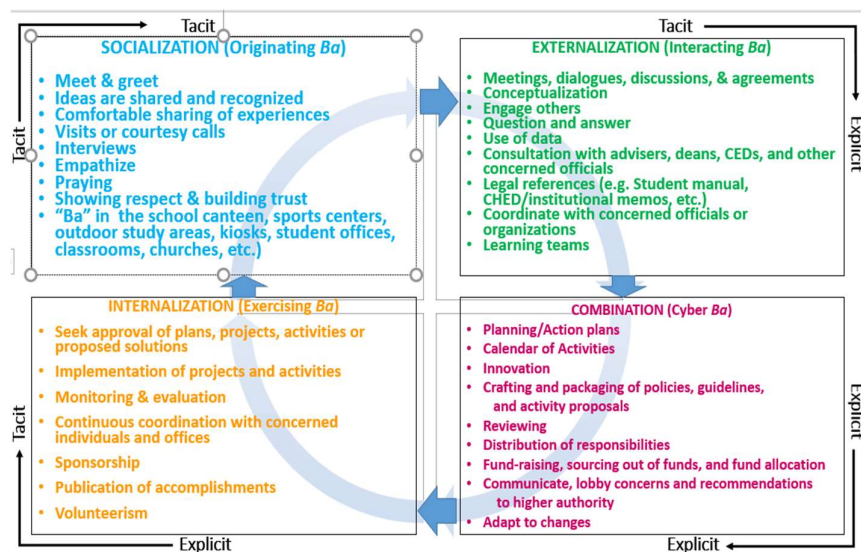 Tacit
Tacit
SOCIALIZATION (Originating Ba)
• Meet & greet
• Ideas are shared and recognized
• Comfortable sharing of experiences
• Visits or courtesy calls
• Interviews
• Empathize
• Praying
• Showing respect & building trust
• “Ba” in the school canteen, sports centers,
outdoor study areas, kiosks, student offices,
classrooms, churches, etc.)
Tacit
Explicit
EXTERNALIZATION (Interacting Ba)
• Meetings, dialogues, discussions, & agreements
• Conceptualization
• Engage others
• Question and answer
• Use of data
• Consultation with advisers, deans, CEDs, and other
concerned officials
• Legal references (e.g. Student manual,
CHED/institutional memos, etc.)
• Coordinate with concerned officials or
organizations
• Learning teams
INTERNALIZATION (Exercising Ba)
• Seek approval of plans, projects, activities or
proposed solutions
• Implementation of projects and activities
• Monitoring & evaluation
• Continuous coordination with concerned
individuals and offices
• Sponsorship
• Publication of accomplishments
• Volunteerism
Tacit
Explicit
COMBINATION (Cyber Ba)
• Planning/Action plans
• Calendar of Activities
• Innovation
• Crafting and packaging of policies, guidelines,
and activity proposals
• Reviewing
• Distribution of responsibilities
• Fund-raising, sourcing out of funds, and fund allocation
• Communicate, lobby concerns and recommendations
to higher authority
• Adapt to changes
Explicit
Explicit